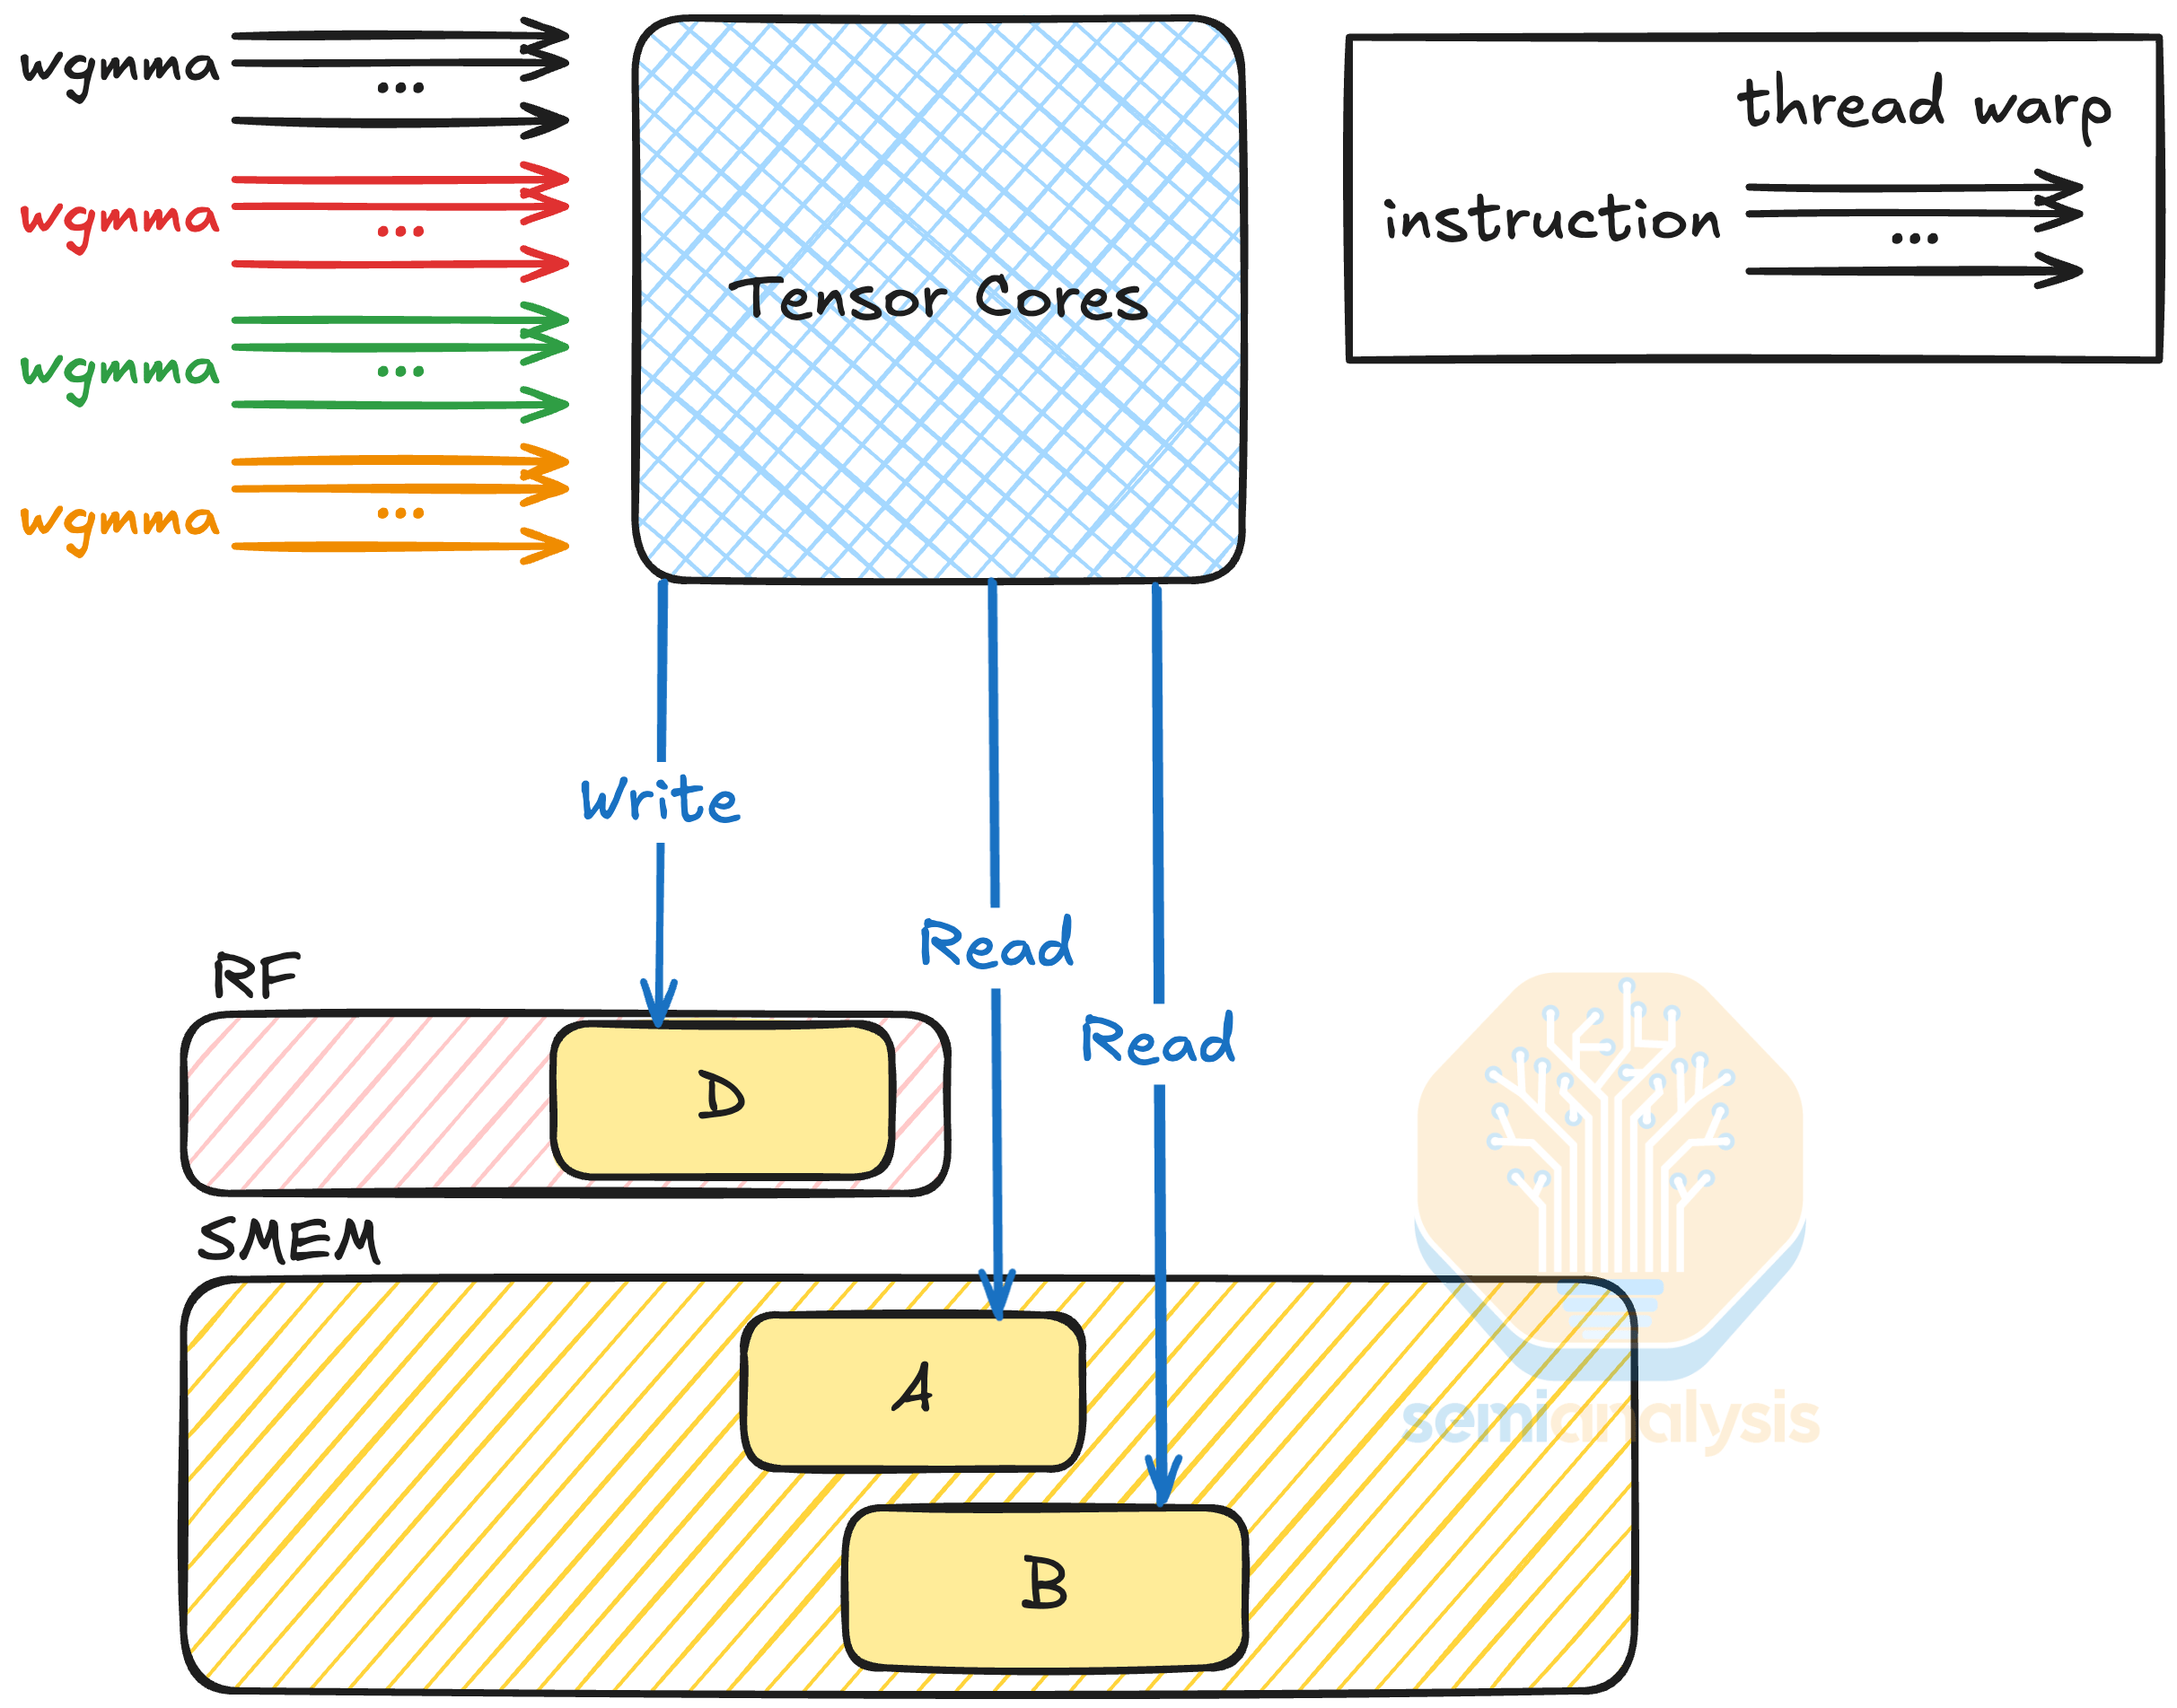 wgmma
...
wgmma
...
wgmma
...
wgmma
...
Tensor Cores
thread warp
instruction
...
Write
Read
Read
RF
D
SMEM
A
B
semianalysis